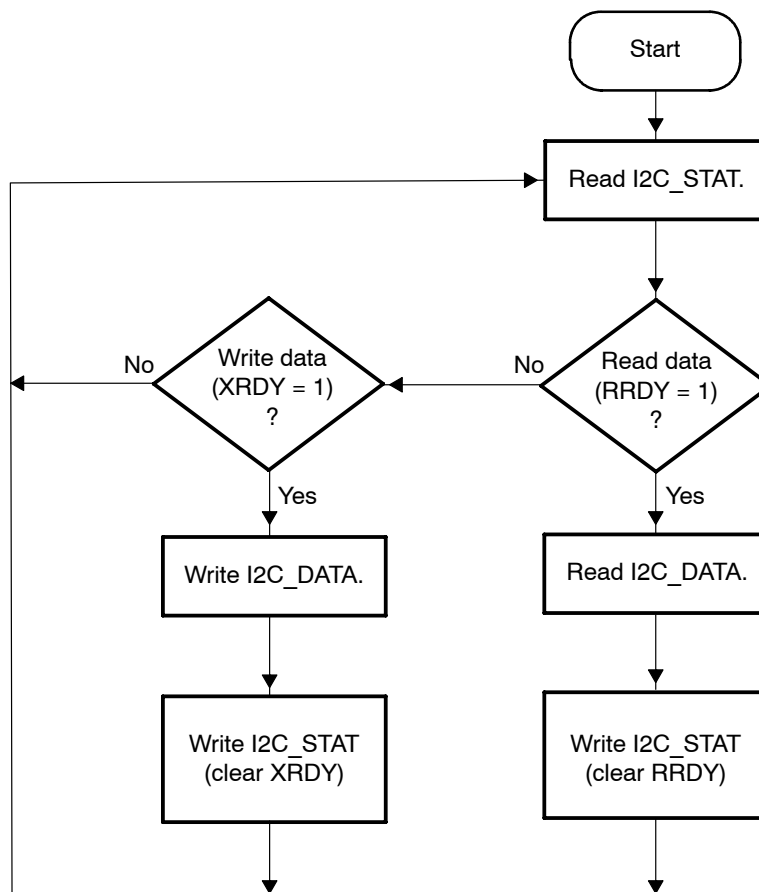 Start
Read I2C_STAT.
No
Write data
(XRDY = 1)
?
No
Read data
(RRDY = 1)
?
Yes
Yes
Write I2C_DATA.
Read I2C_DATA.
Write I2C_STAT
(clear XRDY)
Write I2C_STAT
(clear RRDY)